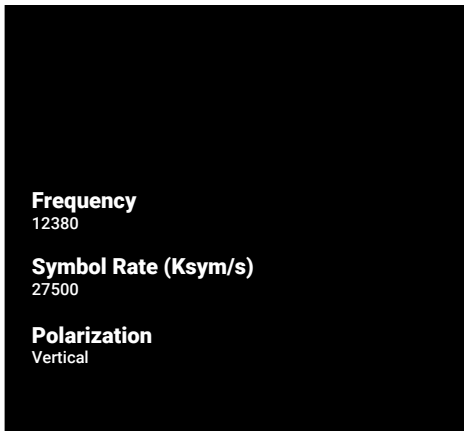 Frequency
12380
Symbol Rate (Ksym/s)
27500
Polarization
Vertical